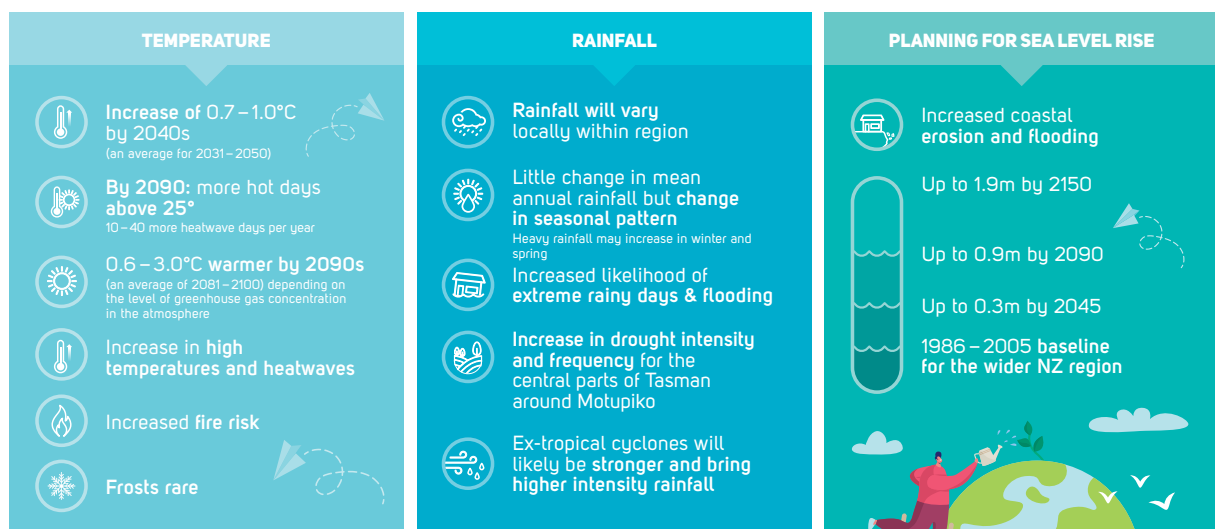 TEMPERATURE
Increase of 0.7–1.0°C
by 2040s
(an average for 2031–2050)
By 2090: more hot days
above 25°
10–40 more heatwave days per year
0.6–3.0°C warmer by 2090s
(an average of 2081–2100) depending on
the level of greenhouse gas concentration
in the atmosphere
Increase in high
temperatures and heatwaves
Increased fire risk
Frosts rare
RAINFALL
Rainfall will vary
locally within region
Little change in mean
annual rainfall but change
in seasonal pattern
Heavy rainfall may increase in winter and
spring
Increased likelihood of
extreme rainy days & flooding
Increase in drought intensity
and frequency for the
central parts of Tasman
around Motupiko
Ex-tropical cyclones will
likely be stronger and bring
higher intensity rainfall
PLANNING FOR SEA LEVEL RISE
Increased coastal
erosion and flooding
Up to 1.9m by 2150
Up to 0.9m by 2090
Up to 0.3m by 2045
1986–2005 baseline
for the wider NZ region